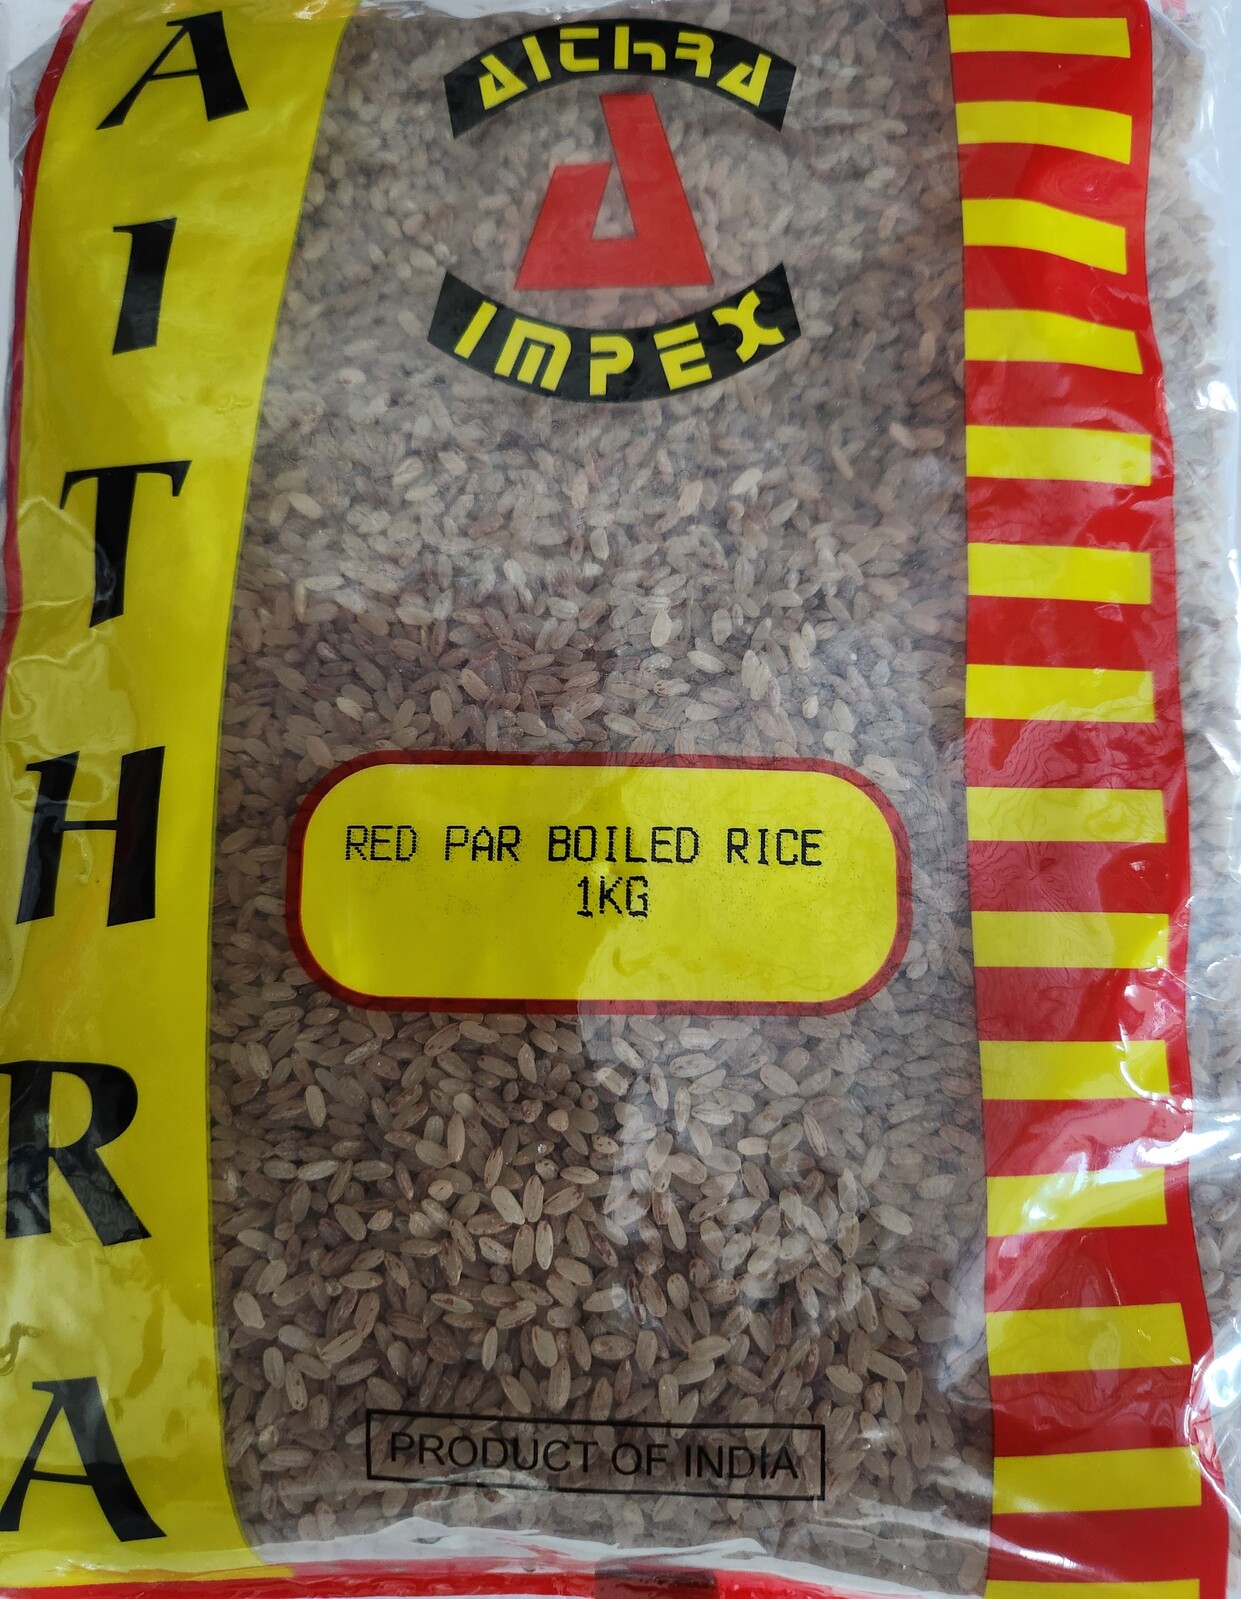 AITHRA
AITHRA
IMPEX
RED PAR BOILED RICE
1KG
PRODUCT OF INDIA